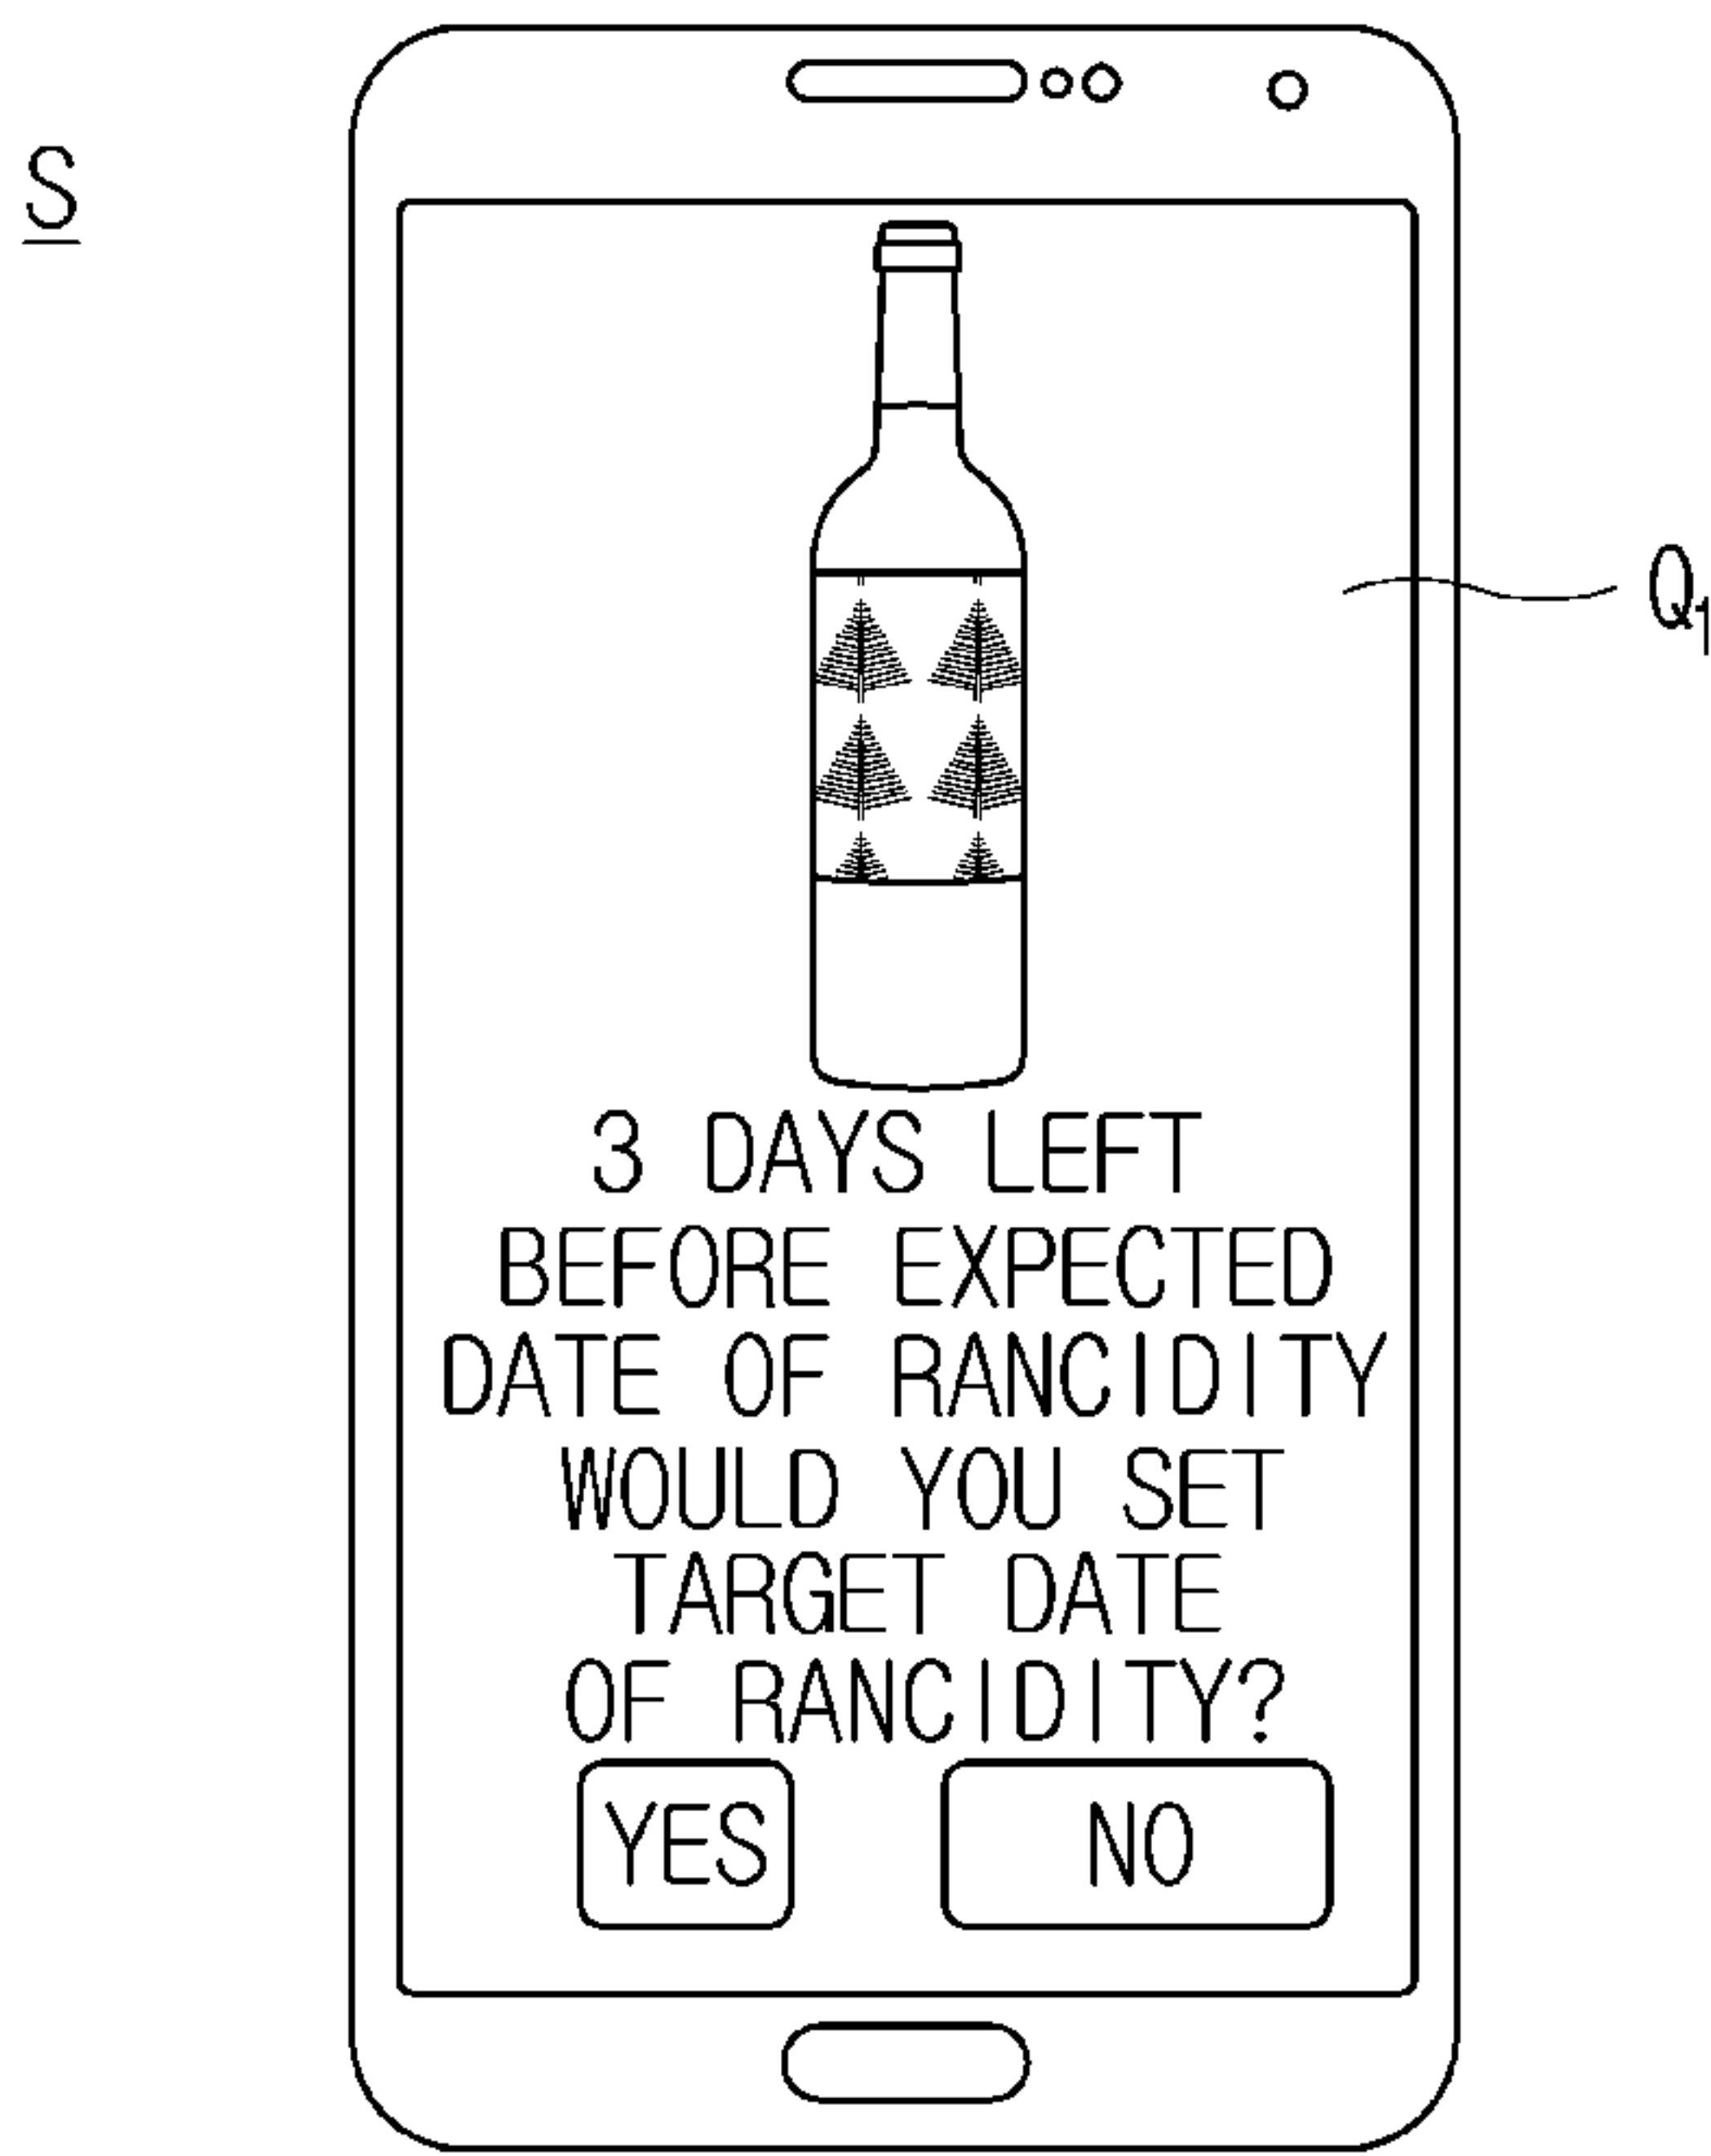 S
Q1
3 DAYS LEFT
BEFORE EXPECTED
DATE OF RANCIDITY
WOULD YOU SET
TARGET DATE
OF RANCIDITY?
YES NO